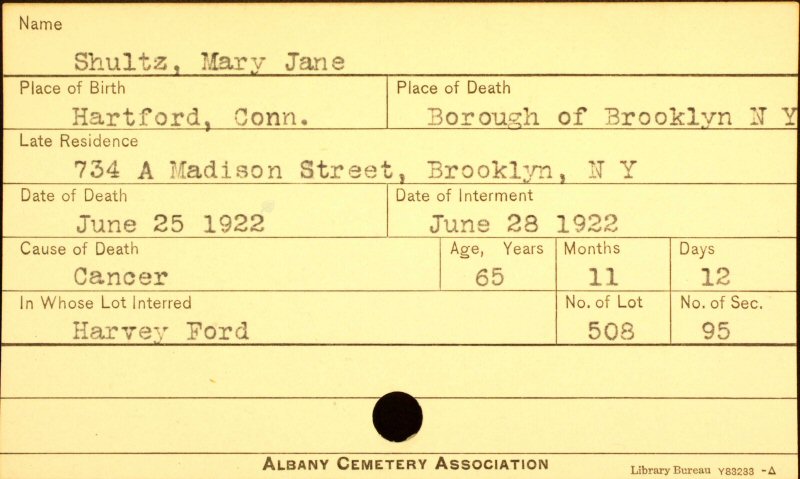 Name
Shultz, Mary Jane
Place of Birth Place of Death
Hartford, Conn. Borough of Brooklyn N Y
Late Residence
734 A Madison Street, Brooklyn, N Y
Date of Death Date of Interment
June 25 1922 June 28 1922
Cause of Death Age, Years Months Days
Cancer 65 11 12
In Whose Lot Interred No. of Lot No. of Sec.
Harvey Ford 508 95
ALBANY CEMETERY ASSOCIATION
Library Bureau Y83233 -Δ